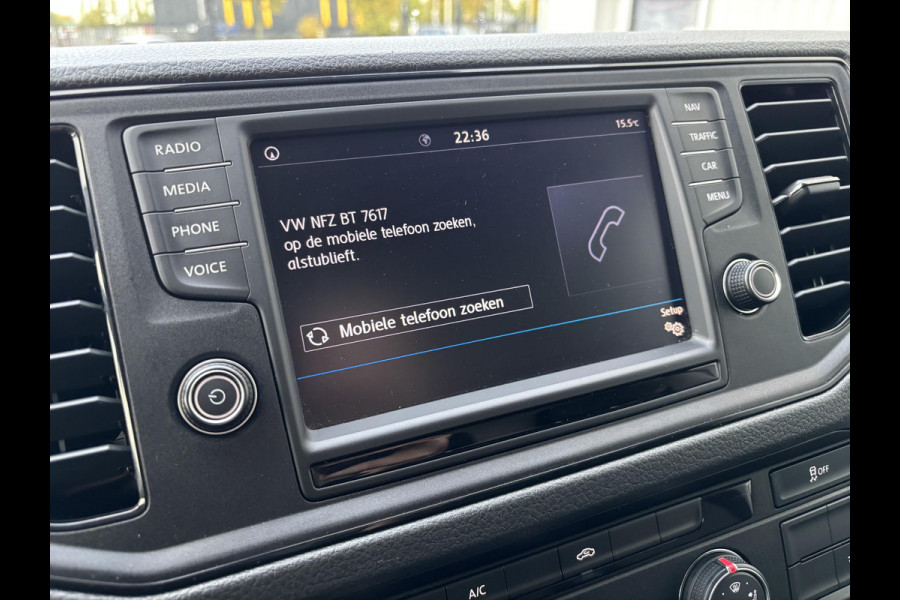 RADIO
MEDIA
PHONE
VOICE
22:36
15.5°C
VW NFZ BT 7617
op de mobiele telefoon zoeken,
alstublieft.
Mobiele telefoon zoeken
Setup
NAV
TRAFFIC
CAR
MENU
OFF
A/C